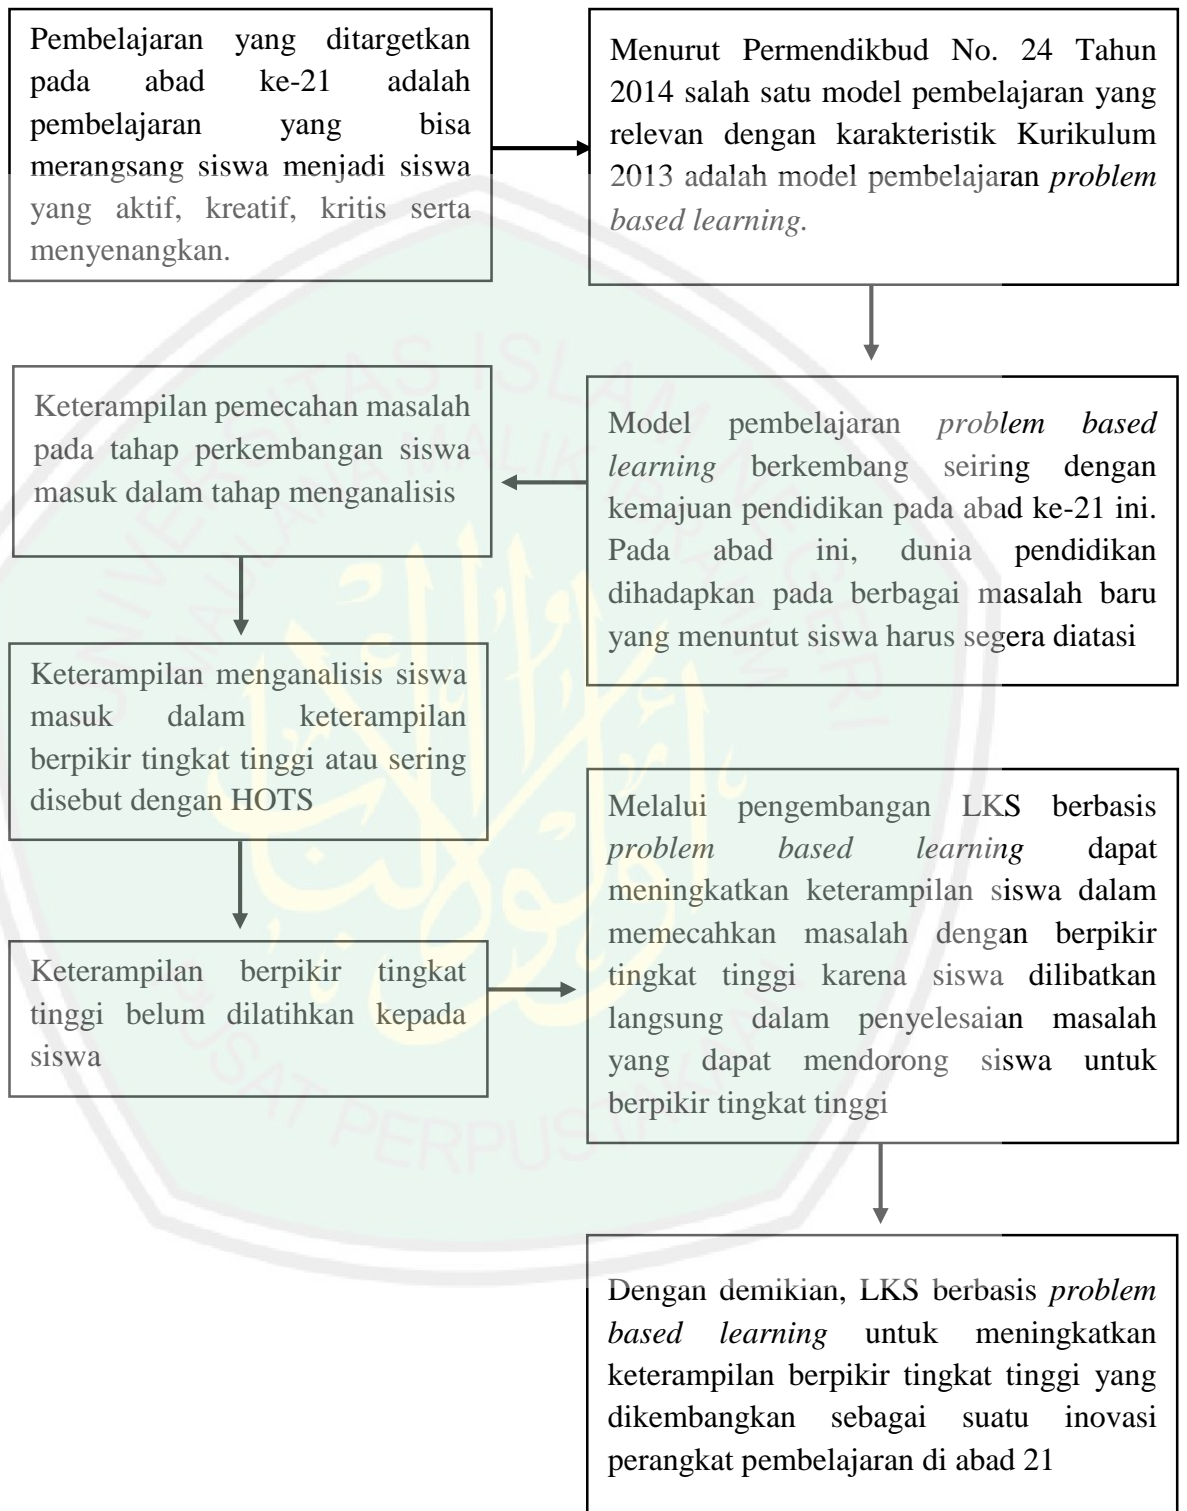 Pembelajaran yang ditargetkan
pada abad ke-21 adalah
pembelajaran yang bisa
merangsang siswa menjadi siswa
yang aktif, kreatif, kritis serta
menyenangkan.
Menurut Permendikbud No. 24 Tahun
2014 salah satu model pembelajaran yang
relevan dengan karakteristik Kurikulum
2013 adalah model pembelajaran problem
based learning.
Model pembelajaran problem based
learning berkembang seiring dengan
kemajuan pendidikan pada abad ke-21 ini.
Pada abad ini, dunia pendidikan
dihadapkan pada berbagai masalah baru
yang menuntut siswa harus segera diatasi
Keterampilan pemecahan masalah
pada tahap perkembangan siswa
masuk dalam tahap menganalisis
Keterampilan menganalisis siswa
masuk dalam keterampilan
berpikir tingkat tinggi atau sering
disebut dengan HOTS
Keterampilan berpikir tingkat
tinggi belum dilatihkan kepada
siswa
Melalui pengembangan LKS berbasis
problem based learning dapat
meningkatkan keterampilan siswa dalam
memecahkan masalah dengan berpikir
tingkat tinggi karena siswa dilibatkan
langsung dalam penyelesaian masalah
yang dapat mendorong siswa untuk
berpikir tingkat tinggi
Dengan demikian, LKS berbasis problem
based learning untuk meningkatkan
keterampilan berpikir tingkat tinggi yang
dikembangkan sebagai suatu inovasi
perangkat pembelajaran di abad 21
UNIVERSITAS ISLAM NEGERI
MAULANA MALIK IBRAHIM
PUSAT PERPUSTAKAAN